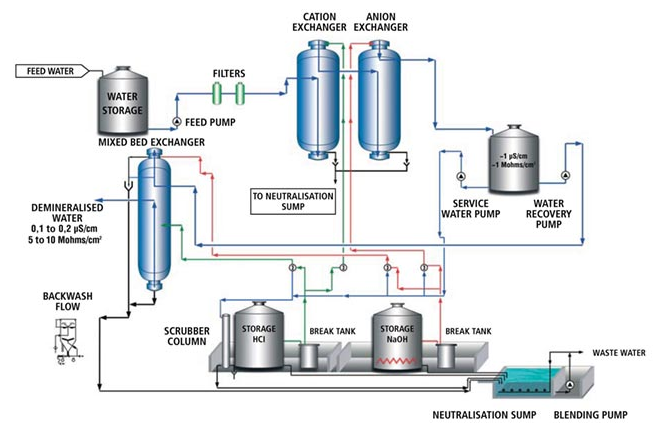 CATION
EXCHANGER
ANION
EXCHANGER
FEED WATER
FILTERS
WATER
STORAGE
FEED PUMP
MIXED BED EXCHANGER
~1 µS/cm
~1 Mohms/cm²
TO NEUTRALISATION
SUMP
SERVICE
WATER PUMP
WATER
RECOVERY
PUMP
DEMINERALISED
WATER
0,1 to 0,2 µS/cm
5 to 10 Mohms/cm²
BACKWASH
FLOW
SCRUBBER
COLUMN
STORAGE
HCl
BREAK TANK
STORAGE
NaOH
BREAK TANK
WASTE WATER
NEUTRALISATION SUMP
BLENDING PUMP